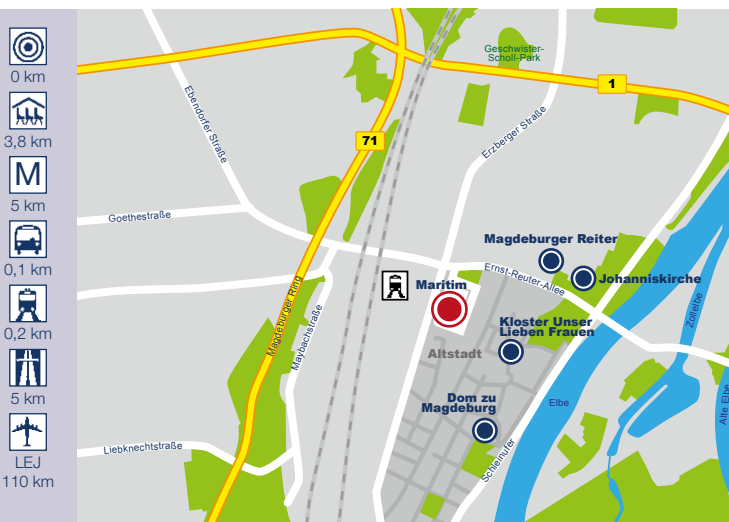 0 km
3,8 km
M
5 km
0,1 km
0,2 km
5 km
LEJ
110 km
Geschwister-
Scholl-Park
1
71
Ebendorfer Straße
Erzberger Straße
Goethestraße
Magdeburger Reiter
Ernst-Reuter-Allee
Johanniskirche
Maritim
Magdeburger Ring
Maybachstraße
Kloster Unser
Lieben Frauen
Altstadt
Zollelbe
Dom zu
Magdeburg
Elbe
Alte Elbe
Liebknechtstraße
Schleinufer